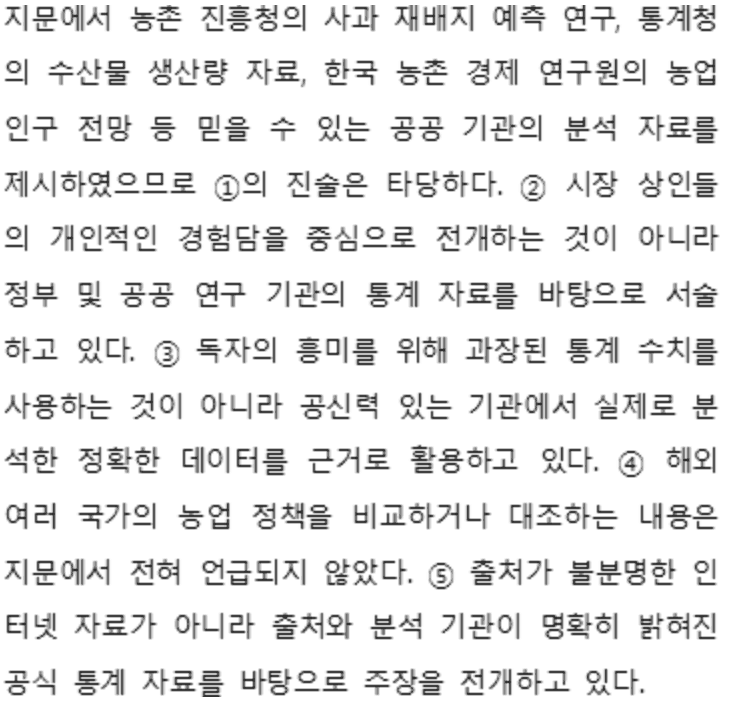 지문에서 농촌 진흥청의 사과 재배지 예측 연구, 통계청
의 수산물 생산량 자료, 한국 농촌 경제 연구원의 농업
인구 전망 등 믿을 수 있는 공공 기관의 분석 자료를
제시하였으므로 ①의 진술은 타당하다. ② 시장 상인들
의 개인적인 경험담을 중심으로 전개하는 것이 아니라
정부 및 공공 연구 기관의 통계 자료를 바탕으로 서술
하고 있다. ③ 독자의 흥미를 위해 과장된 통계 수치를
사용하는 것이 아니라 공신력 있는 기관에서 실제로 분
석한 정확한 데이터를 근거로 활용하고 있다. ④ 해외
여러 국가의 농업 정책을 비교하거나 대조하는 내용은
지문에서 전혀 언급되지 않았다. ⑤ 출처가 불분명한 인
터넷 자료가 아니라 출처와 분석 기관이 명확히 밝혀진
공식 통계 자료를 바탕으로 주장을 전개하고 있다.